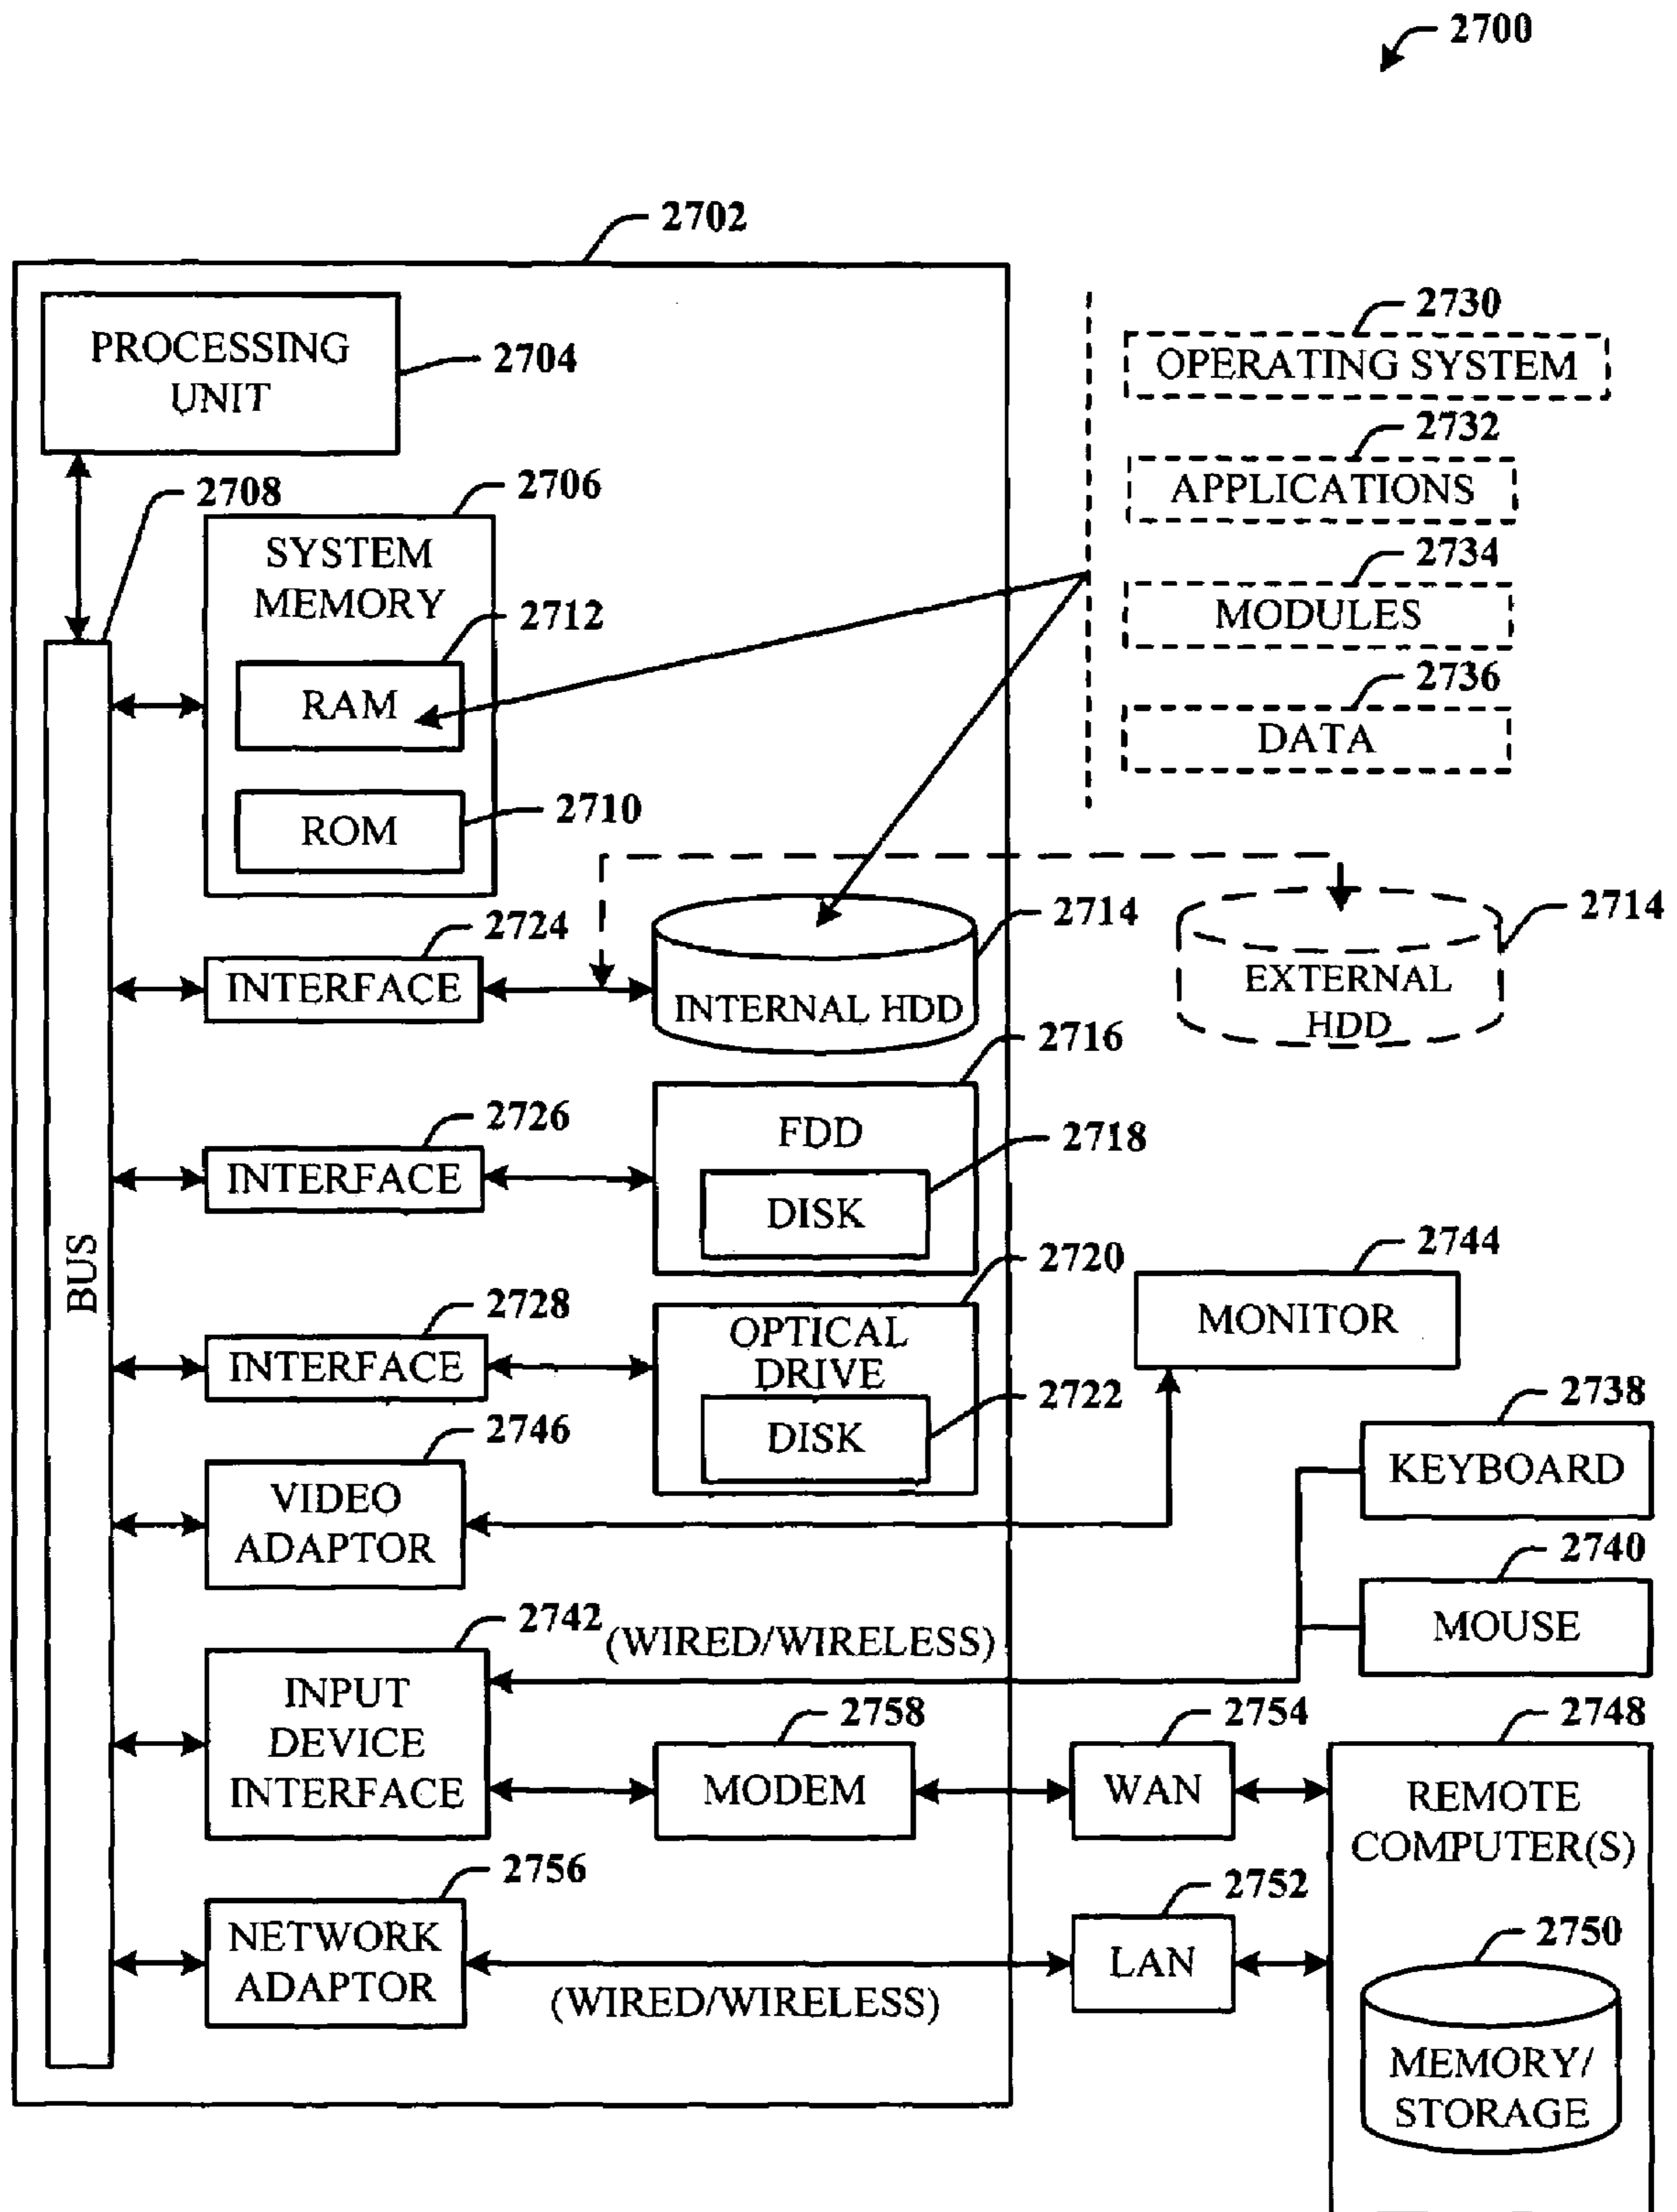 2700
2702
PROCESSING
UNIT
2704
2730
OPERATING SYSTEM
2732
APPLICATIONS
2734
MODULES
2736
DATA
2708
2706
SYSTEM
MEMORY
2712
RAM
2710
ROM
2724
INTERFACE
2714
INTERNAL HDD
2714
EXTERNAL
HDD
2716
FDD
2718
DISK
2726
INTERFACE
BUS
2720
OPTICAL
DRIVE
2722
DISK
2728
INTERFACE
2744
MONITOR
2746
VIDEO
ADAPTOR
2738
KEYBOARD
2740
MOUSE
2742
(WIRED/WIRELESS)
INPUT
DEVICE
INTERFACE
2758
MODEM
2754
WAN
2748
REMOTE
COMPUTER(S)
2756
NETWORK
ADAPTOR
(WIRED/WIRELESS)
2752
LAN
2750
MEMORY/
STORAGE